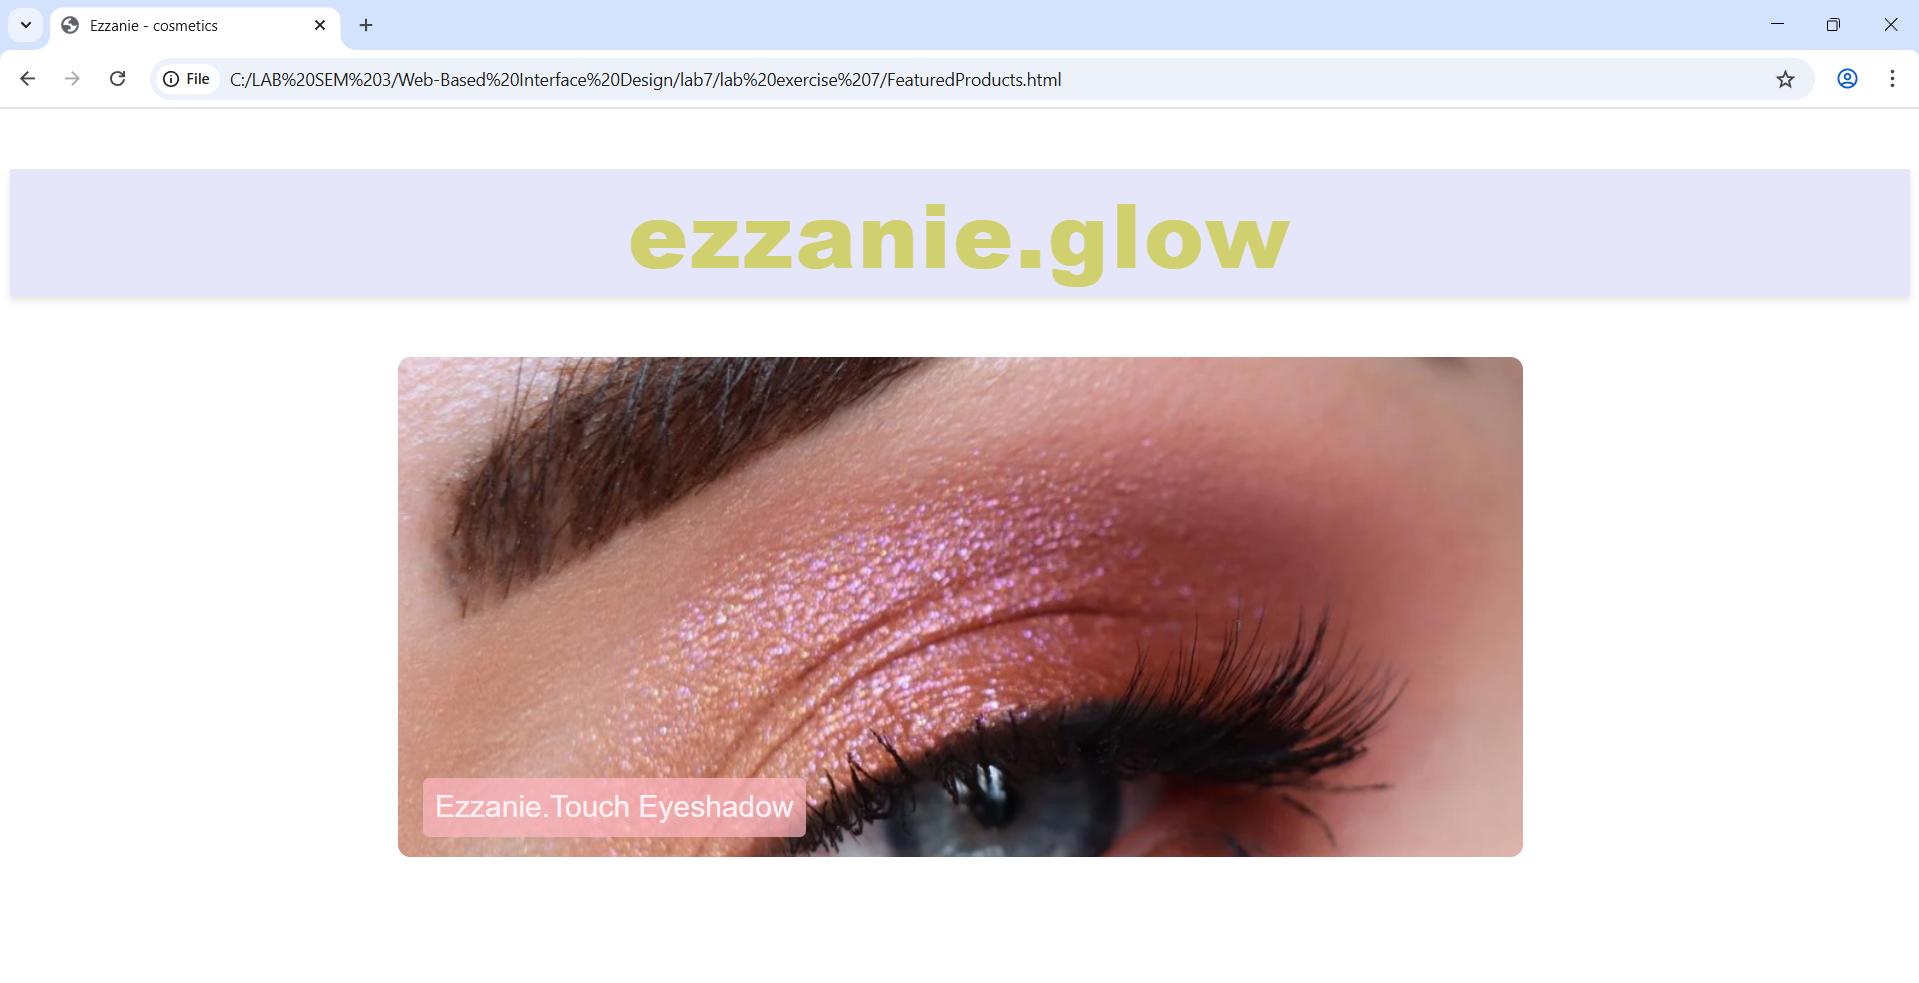 Ezzanie - cosmetics
File
C:/LAB%20SEM%203/Web-Based%20Interface%20Design/lab7/lab%20exercise%207/FeaturedProducts.html
ezzanie.glow
Ezzanie.Touch Eyeshadow